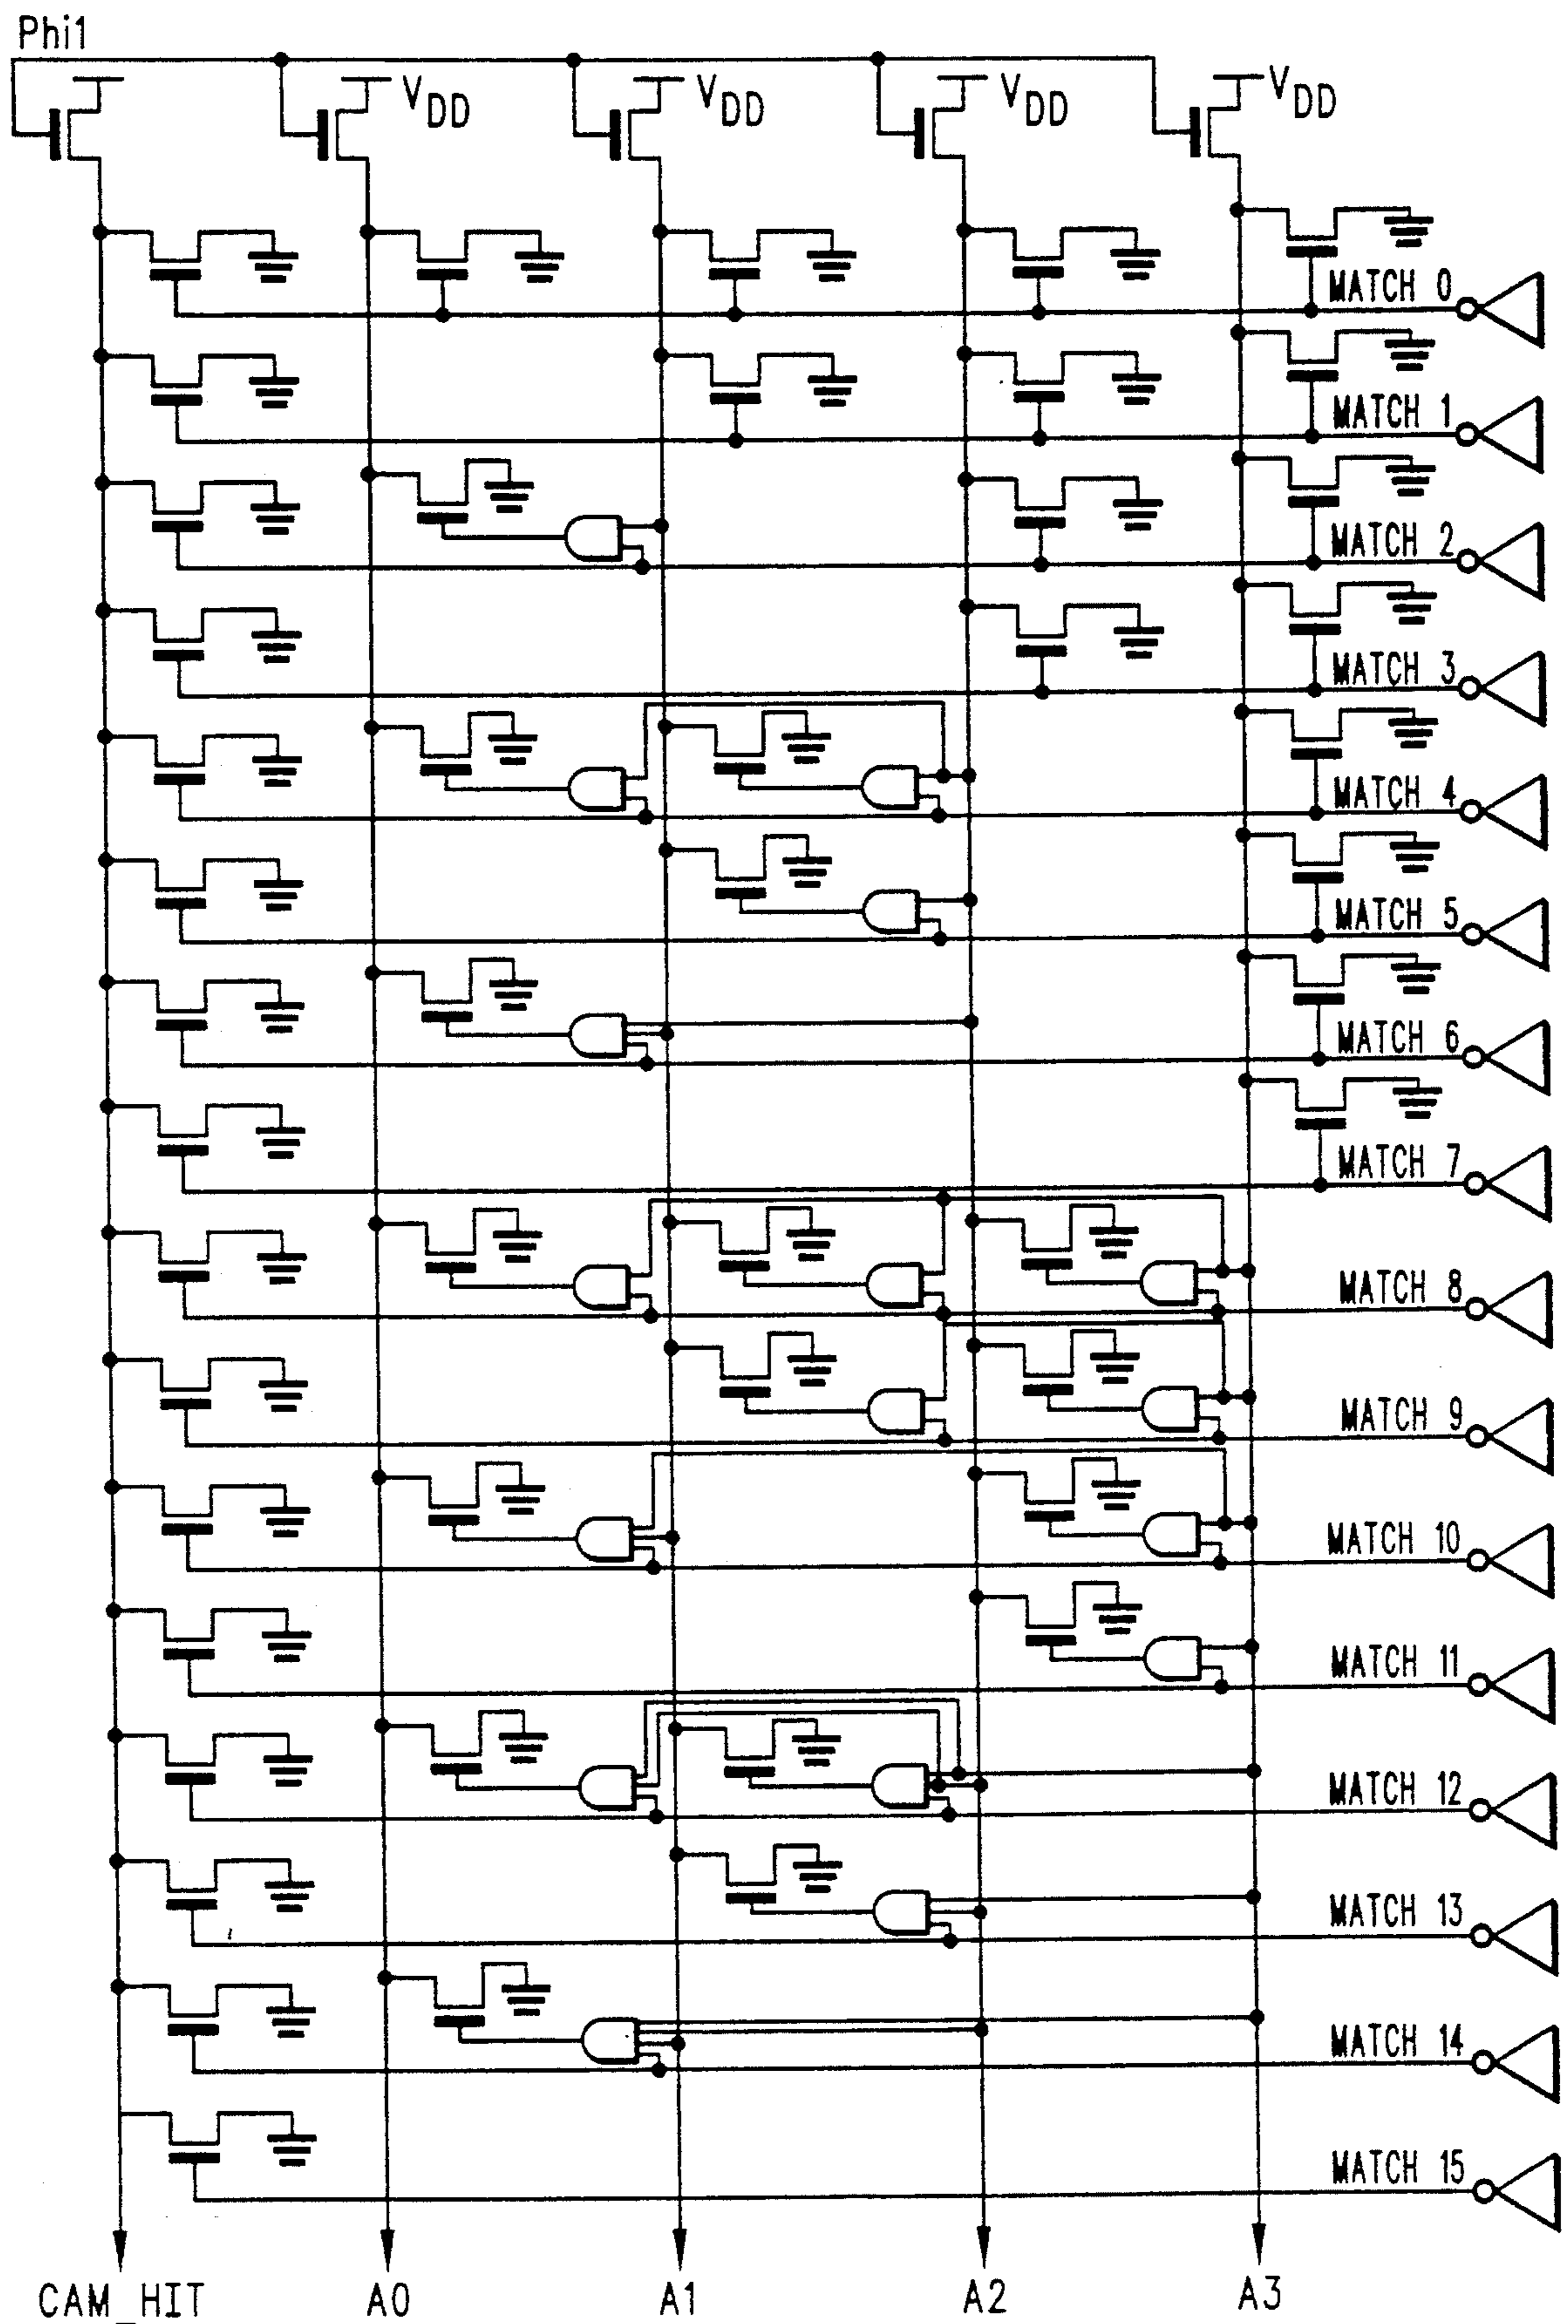 Phi1
VDD
VDD
VDD
VDD
MATCH 0
MATCH 1
MATCH 2
MATCH 3
MATCH 4
MATCH 5
MATCH 6
MATCH 7
MATCH 8
MATCH 9
MATCH 10
MATCH 11
MATCH 12
MATCH 13
MATCH 14
MATCH 15
CAM_HIT A0 A1 A2 A3